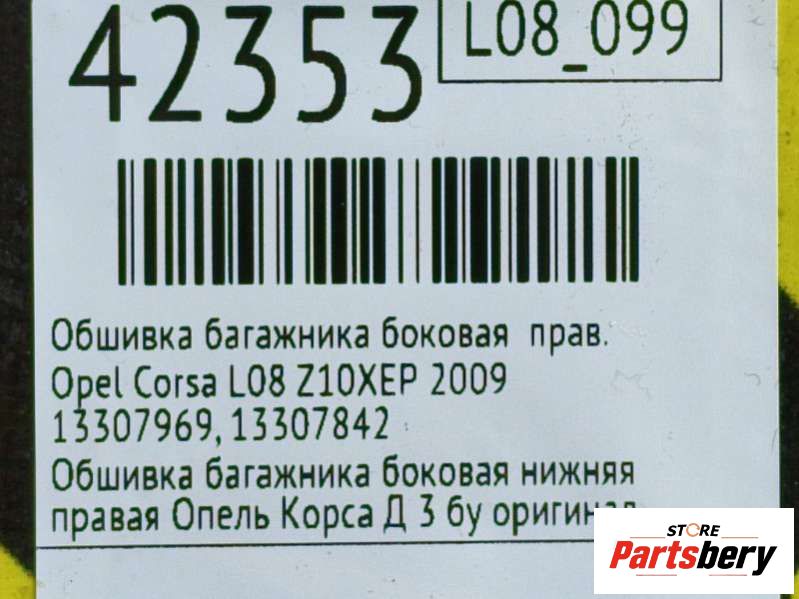 42353
L08_099
Обшивка багажника боковая прав.
Opel Corsa L08 Z10XEP 2009
13307969, 13307842
Обшивка багажника боковая нижняя
правая Опель Корса Д 3 бу
STORE
Partsbery